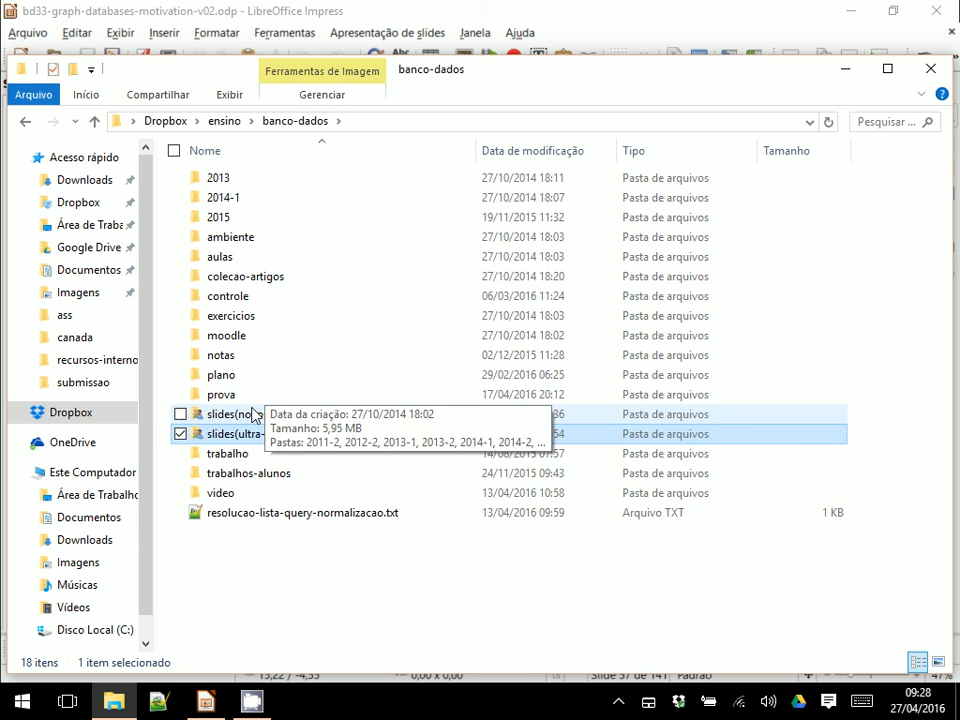 bd33-graph-databases-motivation-v02.odp - LibreOffice Impress
Arquivo Editar Exibir Inserir Formatar Ferramentas Apresentação de slides Janela Ajuda
Ferramentas de Imagem banco-dados
Arquivo Início Compartilhar Exibir Gerenciar
Dropbox ensino banco-dados Pesquisar ...
Nome Data de modificação Tipo Tamanho
Acesso rápido
Downloads
Dropbox
Área de Traba
Google Drive
Documentos
Imagens
ass
canada
recursos-interno
submissao
Dropbox
OneDrive
Este Computador
Área de Trabalho
Documentos
Downloads
Imagens
Músicas
Vídeos
Disco Local (C:)
2013 27/10/2014 18:11 Pasta de arquivos
2014-1 27/10/2014 18:07 Pasta de arquivos
2015 19/11/2015 11:32 Pasta de arquivos
ambiente 27/10/2014 18:03 Pasta de arquivos
aulas 27/10/2014 18:03 Pasta de arquivos
colecao-artigos 27/10/2014 18:20 Pasta de arquivos
controle 06/03/2016 11:24 Pasta de arquivos
exercicios 27/10/2014 18:03 Pasta de arquivos
moodle 27/10/2014 18:02 Pasta de arquivos
notas 02/12/2015 11:28 Pasta de arquivos
plano 29/02/2016 06:25 Pasta de arquivos
prova 17/04/2016 20:12 Pasta de arquivos
slides(no 36 Pasta de arquivos
slides(ultra- 54 Pasta de arquivos
Data da criação: 27/10/2014 18:02
Tamanho: 5,95 MB
Pastas: 2011-2, 2012-2, 2013-1, 2013-2, 2014-1, 2014-2, ...
trabalho 14/08/2015 07:57 Pasta de arquivos
trabalhos-alunos 24/11/2015 09:43 Pasta de arquivos
video 13/04/2016 10:58 Pasta de arquivos
resolucao-lista-query-normalizacao.txt 13/04/2016 09:59 Arquivo TXT 1 KB
18 itens 1 item selecionado
09:28
27/04/2016